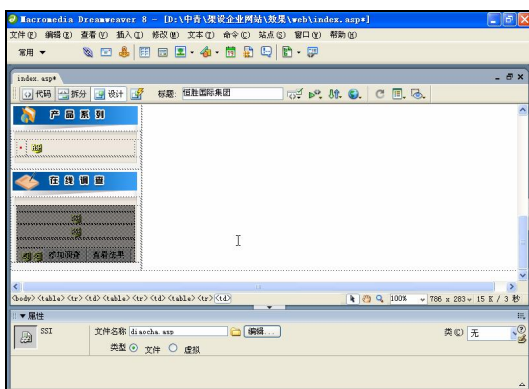 Macromedia Dreamweaver 8 - [D:\中青\架设企业网站\效果\web\index.asp*]
文件(F) 编辑(E) 查看(V) 插入(I) 修改(M) 文本(T) 命令(C) 站点(S) 窗口(W) 帮助(H)
常用
index.asp*
代码 拆分 设计 标题: 恒胜国际集团
产品系列
在线调查
参加调查 查看结果
<body> <table> <tr> <td> <table> <tr> <td> <table> <tr> <td> 100% 786 x 283 15 K / 3 秒
属性
SSI 文件名称 diaocha.asp 编辑... 类(C) 无
类型 文件 虚拟